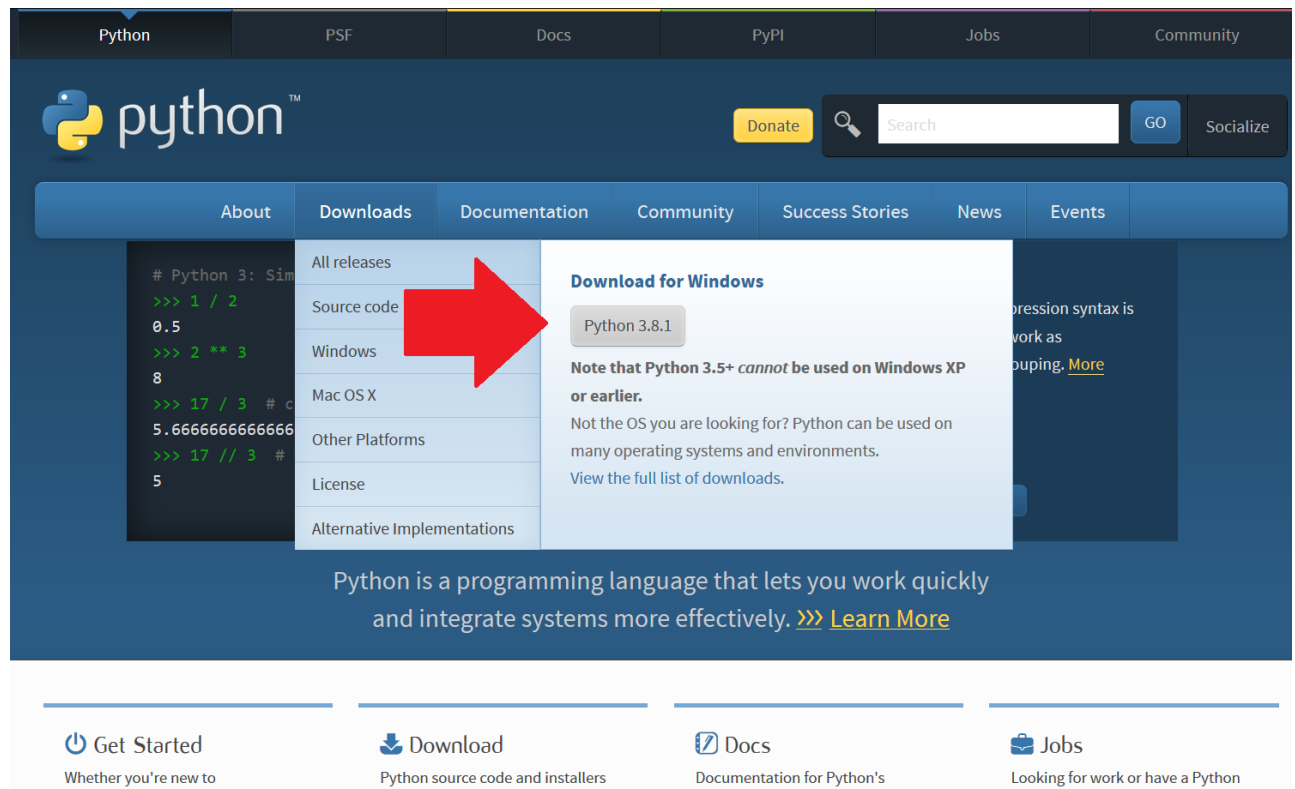 Python
PSF
Docs
PyPI
Jobs
Community
python™
Donate
Search
GO
Socialize
About
Downloads
Documentation
Community
Success Stories
News
Events
# Python 3: Sim
>>> 1 / 2
0.5
>>> 2 ** 3
8
>>> 17 / 3  # c
5.6666666666666
>>> 17 // 3  #
5
All releases
Source code
Windows
Mac OS X
Other Platforms
License
Alternative Implementations
Download for Windows
Python 3.8.1
Note that Python 3.5+ cannot be used on Windows XP
or earlier.
Not the OS you are looking for? Python can be used on
many operating systems and environments.
View the full list of downloads.
pression syntax is
work as
ouping. More
Python is a programming language that lets you work quickly
and integrate systems more effectively. >>> Learn More
Get Started
Whether you're new to
Download
Python source code and installers
Docs
Documentation for Python's
Jobs
Looking for work or have a Python